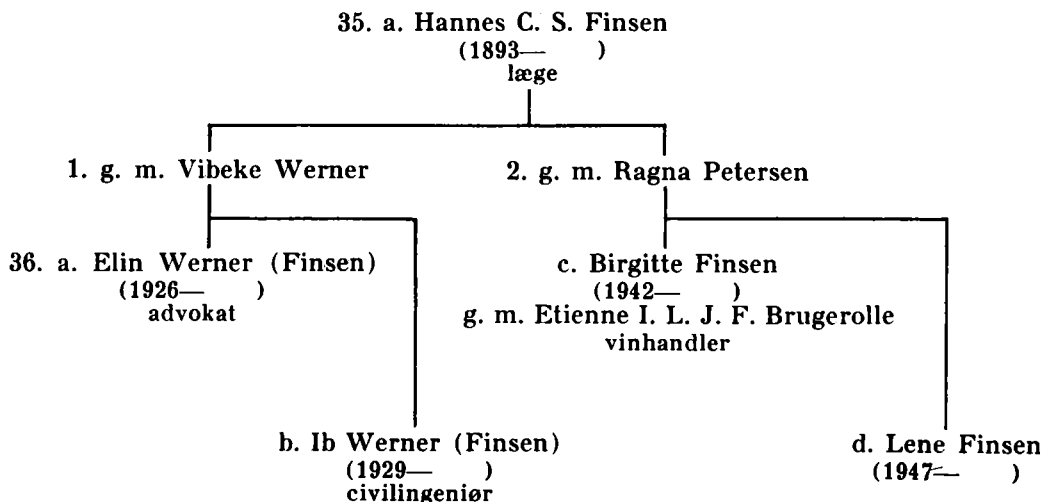 35. a. Hannes C. S. Finsen
(1893— )
læge
1. g. m. Vibeke Werner
2. g. m. Ragna Petersen
36. a. Elin Werner (Finsen)
(1926— )
advokat
c. Birgitte Finsen
(1942— )
g. m. Etienne I. L. J. F. Brugerolle
vinhandler
b. Ib Werner (Finsen)
(1929— )
civilingeniør
d. Lene Finsen
(1947— )